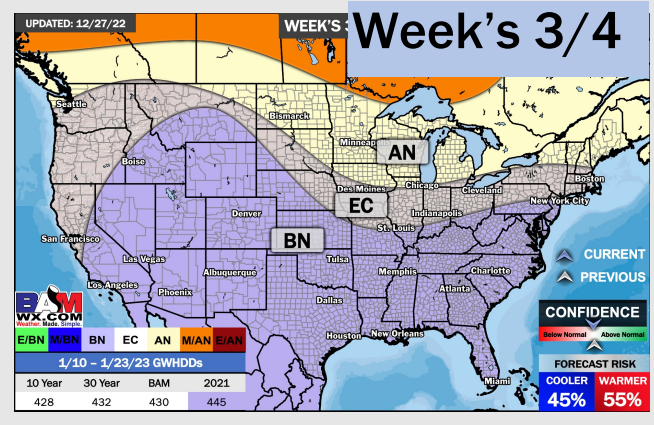 UPDATED: 12/27/22
WEEK'S 3
Week's 3/4
Seattle
Bismarck
Minneapolis
AN
Boise
Des Moines
Chicago
Cleveland
Boston
New York City
EC
Indianapolis
Denver
St. Louis
San Francisco
BN
Las Vegas
Tulsa
CURRENT
PREVIOUS
Albuquerque
Memphis
Charlotte
Los Angeles
Phoenix
Atlanta
Dallas
BAM
WX.COM
Weather. Made. Simple.
CONFIDENCE
Below Normal
Above Normal
Houston
New Orleans
Miami
E/BN M/BN BN EC AN M/AN E/AN
1/10 – 1/23/23 GWHDDs
10 Year 30 Year BAM 2021
428 432 430 445
FORECAST RISK
COOLER WARMER
45% 55%